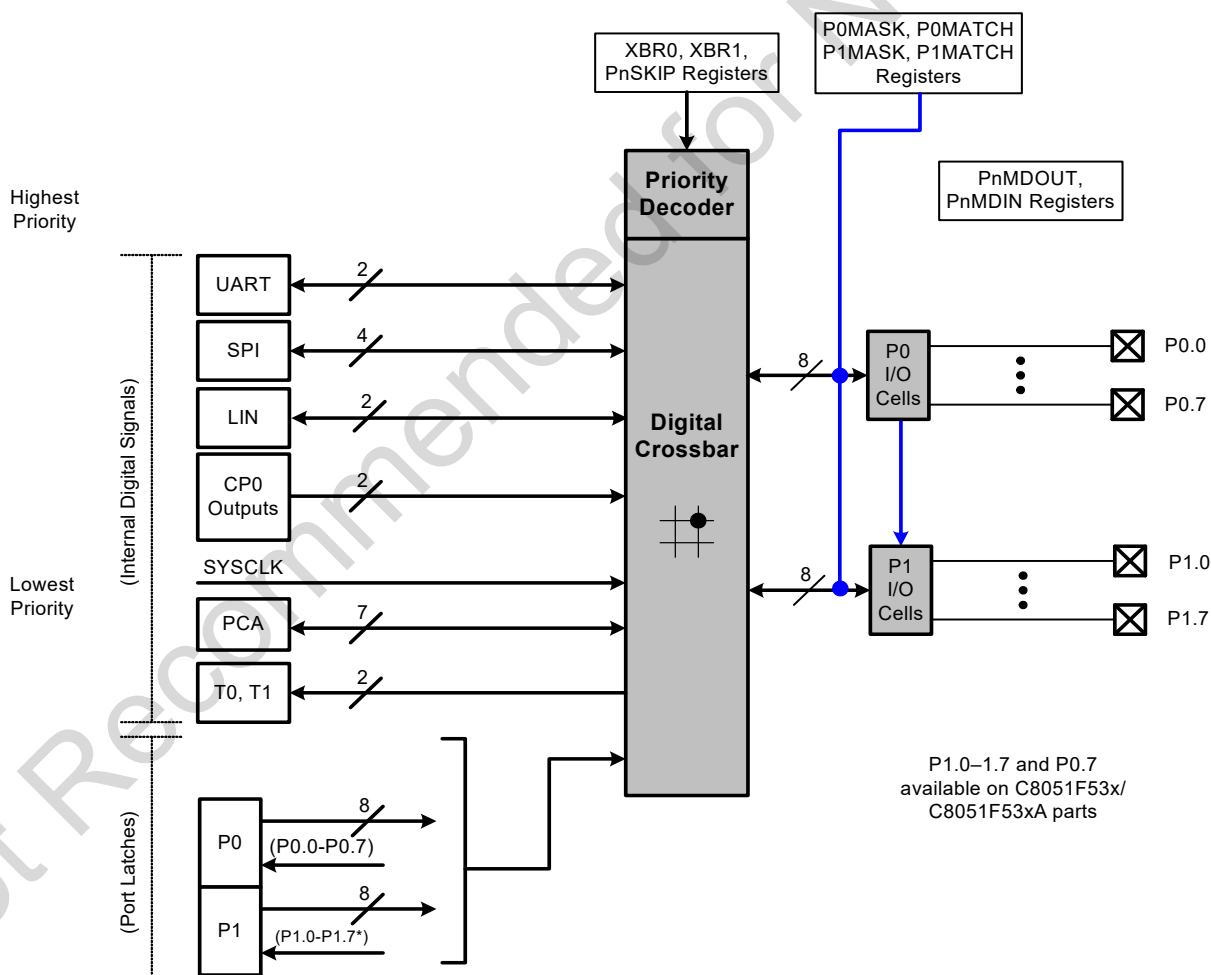 XBR0, XBR1,
PnSKIP Registers
P0MASK, P0MATCH
P1MASK, P1MATCH
Registers
PnMDOUT,
PnMDIN Registers
Priority
Decoder
Highest
Priority
(Internal Digital Signals)
UART
2
SPI
4
LIN
2
CP0
Outputs
2
SYSCLK
PCA
7
T0, T1
2
Lowest
Priority
Digital
Crossbar
8
P0
I/O
Cells
P0.0
P0.7
8
P1
I/O
Cells
P1.0
P1.7
(Port Latches)
P0
8
(P0.0-P0.7)
P1
8
(P1.0-P1.7*)
P1.0–1.7 and P0.7
available on C8051F53x/
C8051F53xA parts
ot Recommended for N